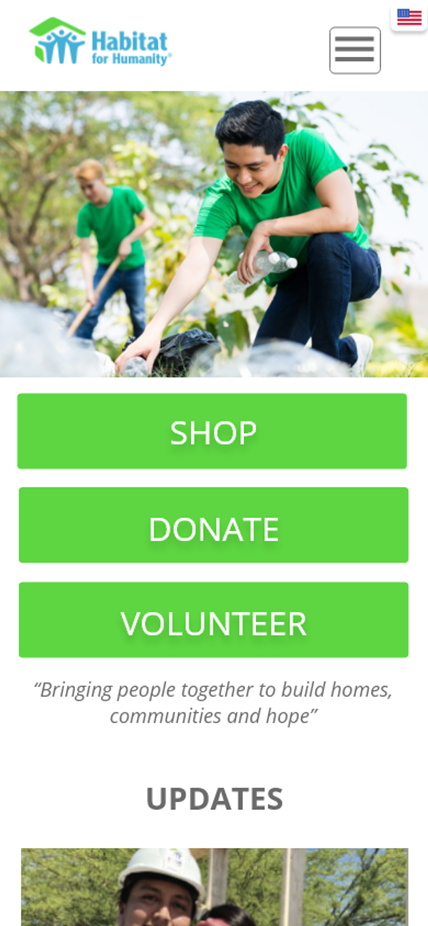 Habitat
for Humanity®
SHOP
DONATE
VOLUNTEER
“Bringing people together to build homes,
communities and hope”
UPDATES